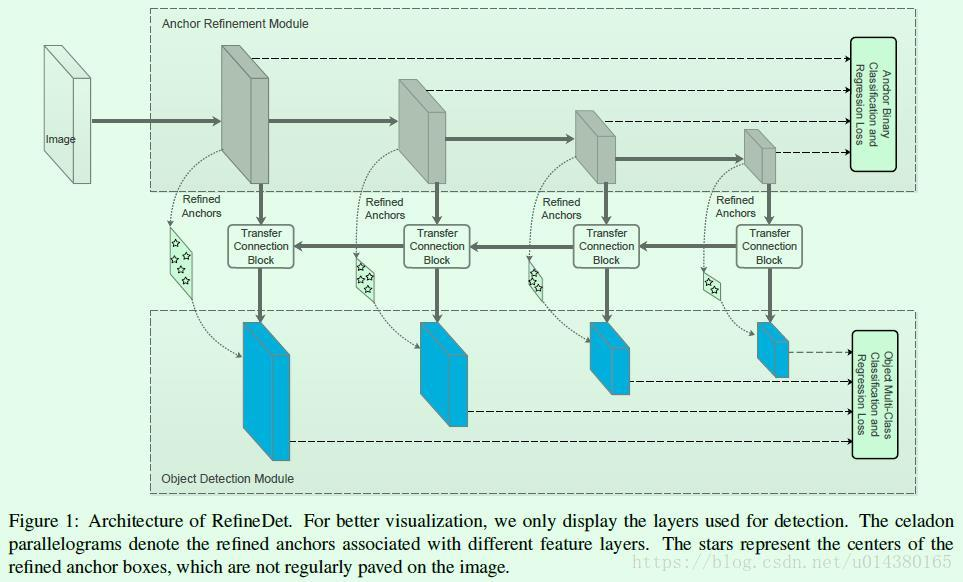 Anchor Refinement Module
Image
Anchor Binary
Classification and
Regression Loss
Refined
Anchors
Refined
Anchors
Refined
Anchors
Refined
Anchors
Transfer
Connection
Block
Transfer
Connection
Block
Transfer
Connection
Block
Transfer
Connection
Block
Object Multi-Class
Classification and
Regression Loss
Object Detection Module
Figure 1: Architecture of RefineDet. For better visualization, we only display the layers used for detection. The celadon
parallelograms denote the refined anchors associated with different feature layers. The stars represent the centers of the
refined anchor boxes, which are not regularly paved on the image.
https://blog.csdn.net/u014380165